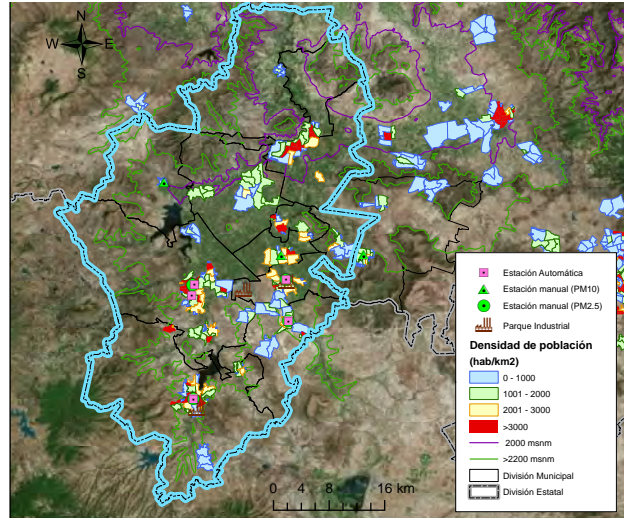 N
W E
S
Estación Automática
Estación manual (PM10)
Estación manual (PM2.5)
Parque Industrial
Densidad de población
(hab/km2)
0 - 1000
1001 - 2000
2001 - 3000
>3000
2000 msnm
>2200 msnm
División Municipal
División Estatal
0 4 8 16 km